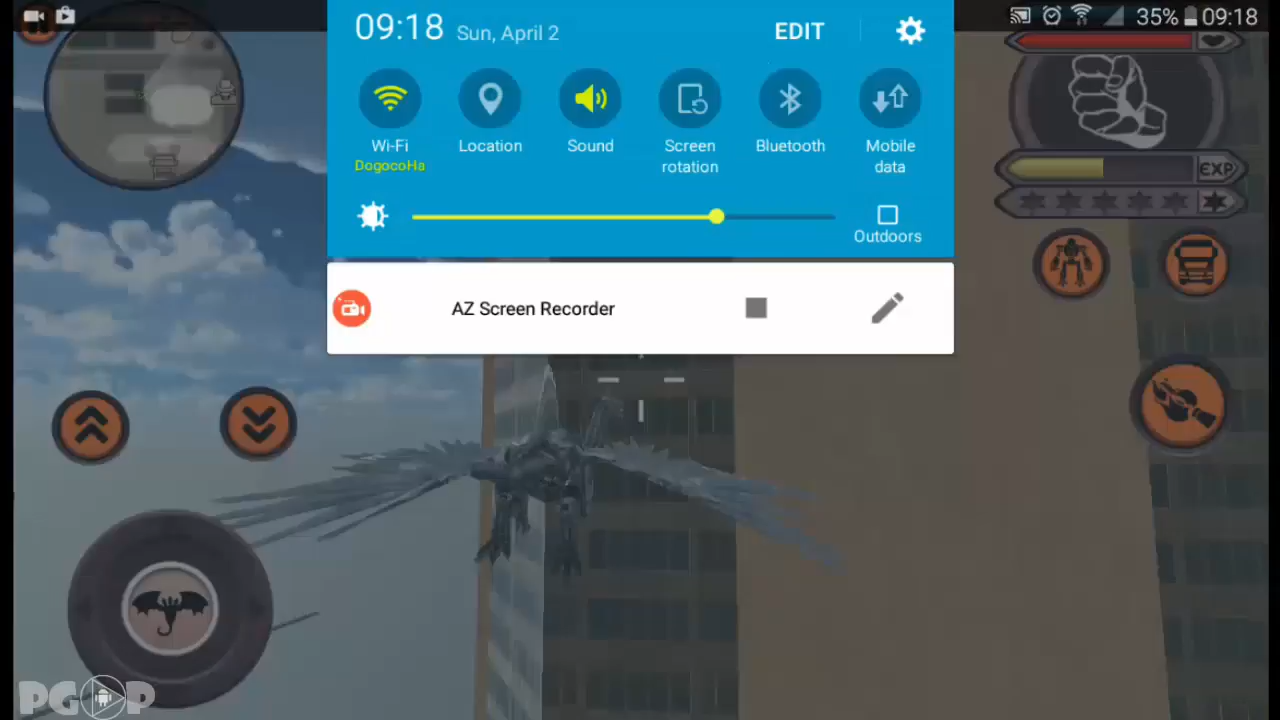 09:18 Sun, April 2 EDIT
35% 09:18
Wi-Fi
DogocoHa
Location
Sound
Screen
rotation
Bluetooth
Mobile
data
Outdoors
EXP
AZ Screen Recorder
PGP